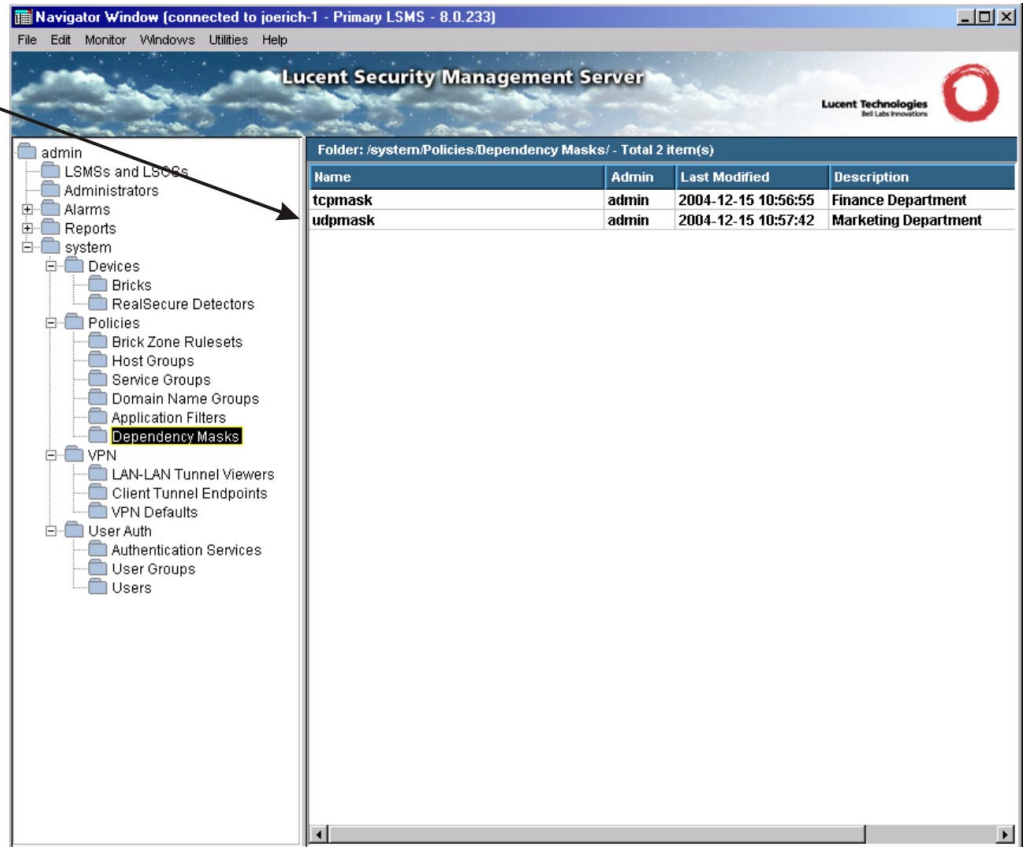 Navigator Window (connected to joerich-1 - Primary LSMS - 8.0.233)
File Edit Monitor Windows Utilities Help
Lucent Security Management Server
Lucent Technologies
Bell Labs Innovations
admin
LSMSs and LSCSs
Administrators
Alarms
Reports
system
Devices
Bricks
RealSecure Detectors
Policies
Brick Zone Rulesets
Host Groups
Service Groups
Domain Name Groups
Application Filters
Dependency Masks
VPN
LAN-LAN Tunnel Viewers
Client Tunnel Endpoints
VPN Defaults
User Auth
Authentication Services
User Groups
Users
Folder: /system/Policies/Dependency Masks/ - Total 2 item(s)
Name Admin Last Modified Description
tcpmask admin 2004-12-15 10:56:55 Finance Department
udpmask admin 2004-12-15 10:57:42 Marketing Department